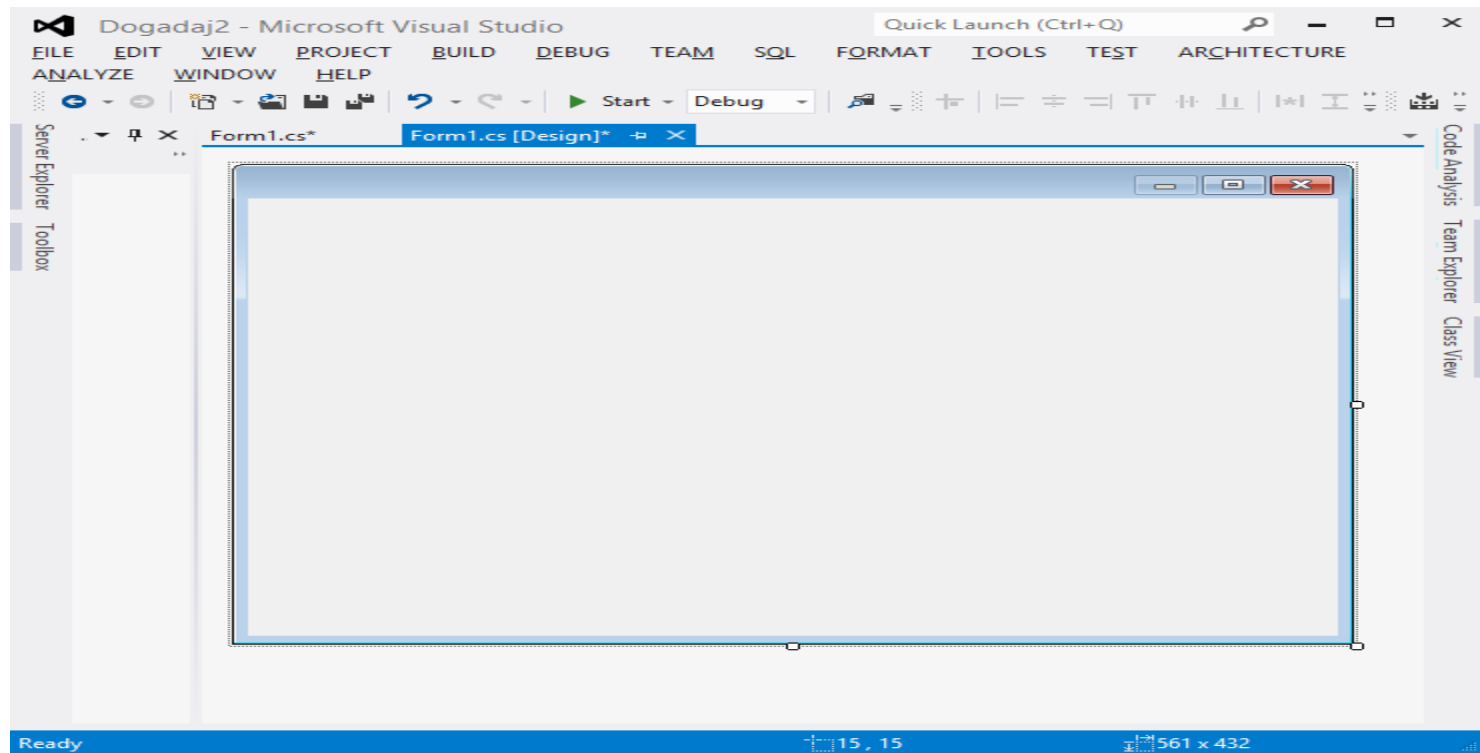 Dogadaj2 - Microsoft Visual Studio
Quick Launch (Ctrl+Q)
FILE EDIT VIEW PROJECT BUILD DEBUG TEAM SQL FORMAT TOOLS TEST ARCHITECTURE
ANALYZE WINDOW HELP
Start Debug
Form1.cs* Form1.cs [Design]*
Server Explorer
Toolbox
Code Analysis
Team Explorer
Class View
Ready 15 , 15 561 x 432